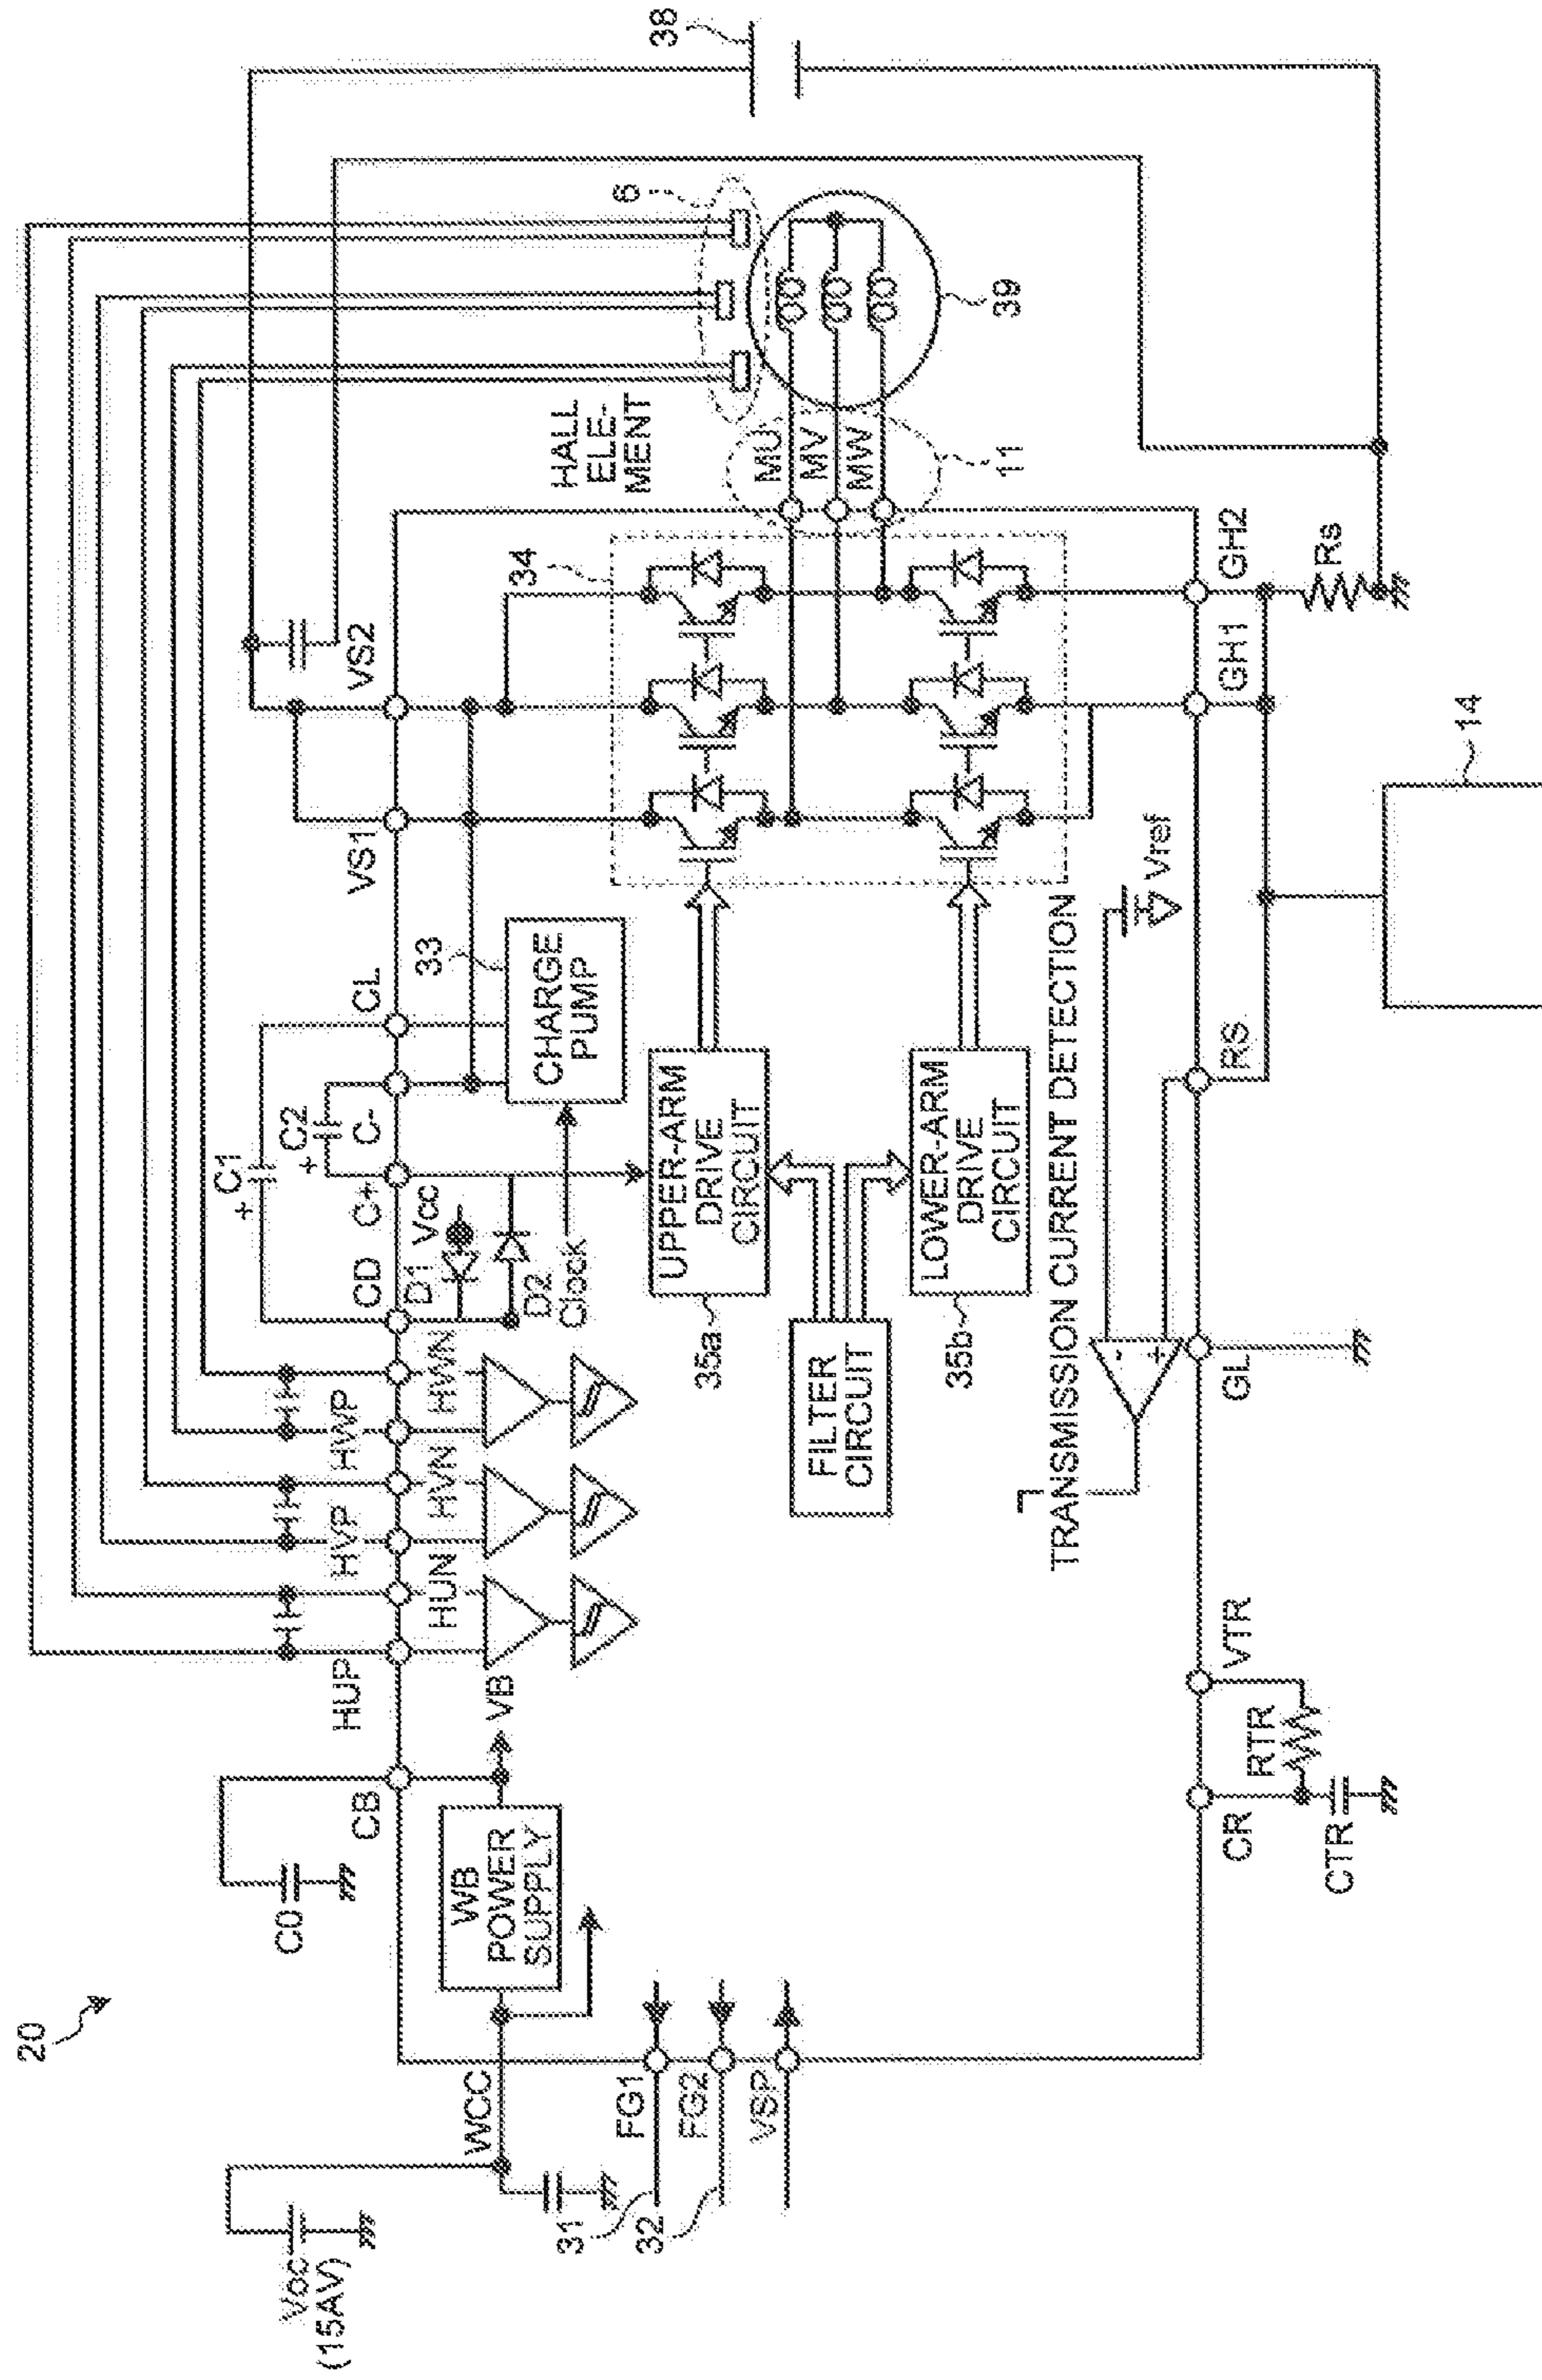 20
Vcc
(15AV)
C0
CB
WCC
WB
POWER
SUPPLY
VB
31
32
FG1
FG2
VSP
HUP
HUN
HVP
HVN
HWP
HWN
CD
D1
Vcc
D2
Clock
C+
C1
+
C2
+
C-
CL
33
CHARGE
PUMP
VS1
VS2
38
6
HALL
ELE-
MENT
34
MU
MV
MW
11
39
UPPER-ARM
DRIVE
CIRCUIT
35a
FILTER
CIRCUIT
LOWER-ARM
DRIVE
CIRCUIT
35b
TRANSMISSION CURRENT DETECTION
Vref
-
+
GL
RS
GH1
GH2
Rs
14
VTR
RTR
CR
CTR